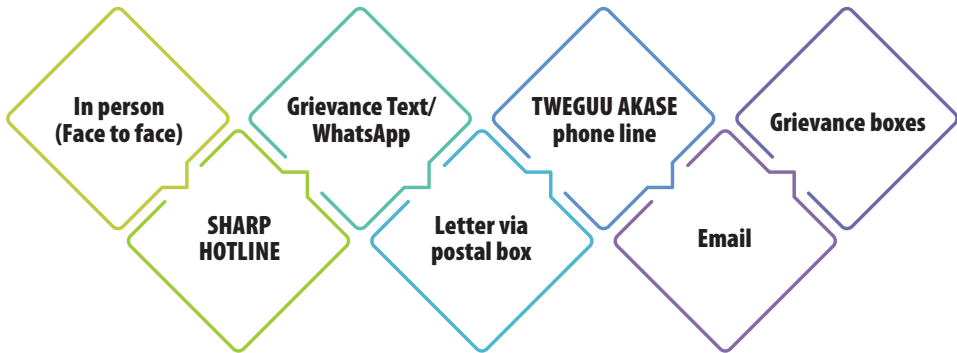 In person
(Face to face)
SHARP
HOTLINE
Grievance Text/
WhatsApp
Letter via
postal box
TWEGUU AKASE
phone line
Email
Grievance boxes